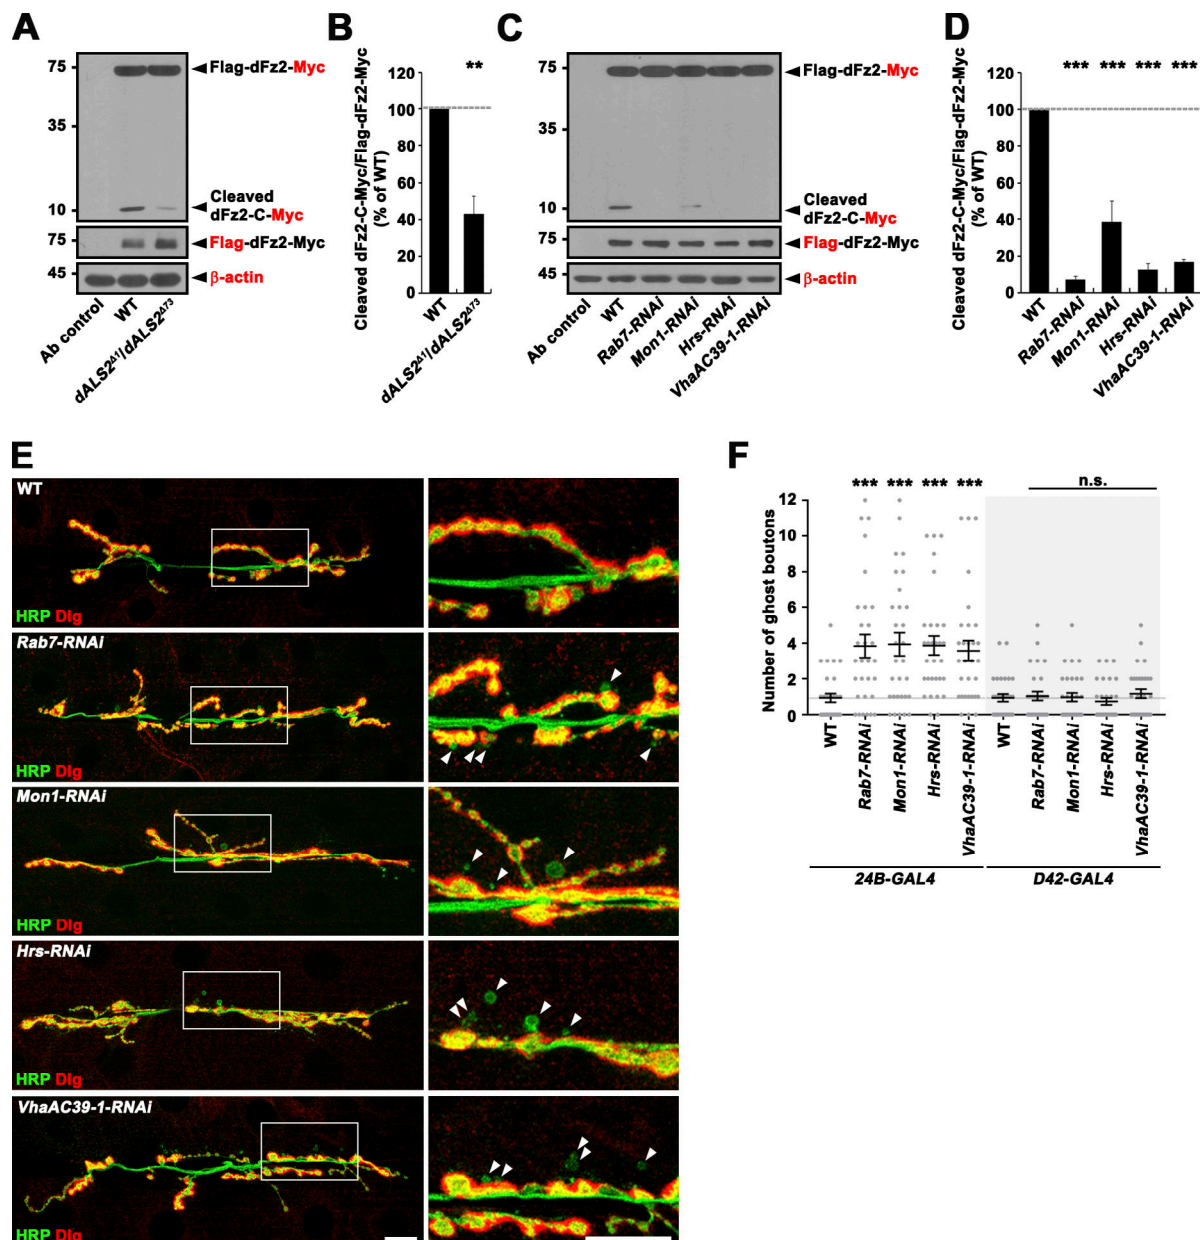 A
75
35
10
75
45
Flag-dFz2-Myc
Cleaved
dFz2-C-Myc
Flag-dFz2-Myc
β-actin
Ab control
WT
dALS2Δ1/dALS2Δ73
B
Cleaved dFz2-C-Myc/Flag-dFz2-Myc
(% of WT)
120
100
80
60
40
20
0
**
WT
dALS2Δ1/dALS2Δ73
C
75
35
10
75
45
Flag-dFz2-Myc
Cleaved
dFz2-C-Myc
Flag-dFz2-Myc
β-actin
Ab control
WT
Rab7-RNAi
Mon1-RNAi
Hrs-RNAi
VhaAC39-1-RNAi
D
Cleaved dFz2-C-Myc/Flag-dFz2-Myc
(% of WT)
120
100
80
60
40
20
0
*** *** *** ***
WT
Rab7-RNAi
Mon1-RNAi
Hrs-RNAi
VhaAC39-1-RNAi
E
WT
HRP Dlg
Rab7-RNAi
HRP Dlg
Mon1-RNAi
HRP Dlg
Hrs-RNAi
HRP Dlg
VhaAC39-1-RNAi
HRP Dlg
F
Number of ghost boutons
12
10
8
6
4
2
0
*** *** *** ***
n.s.
WT
Rab7-RNAi
Mon1-RNAi
Hrs-RNAi
VhaAC39-1-RNAi
WT
Rab7-RNAi
Mon1-RNAi
Hrs-RNAi
VhaAC39-1-RNAi
24B-GAL4
D42-GAL4